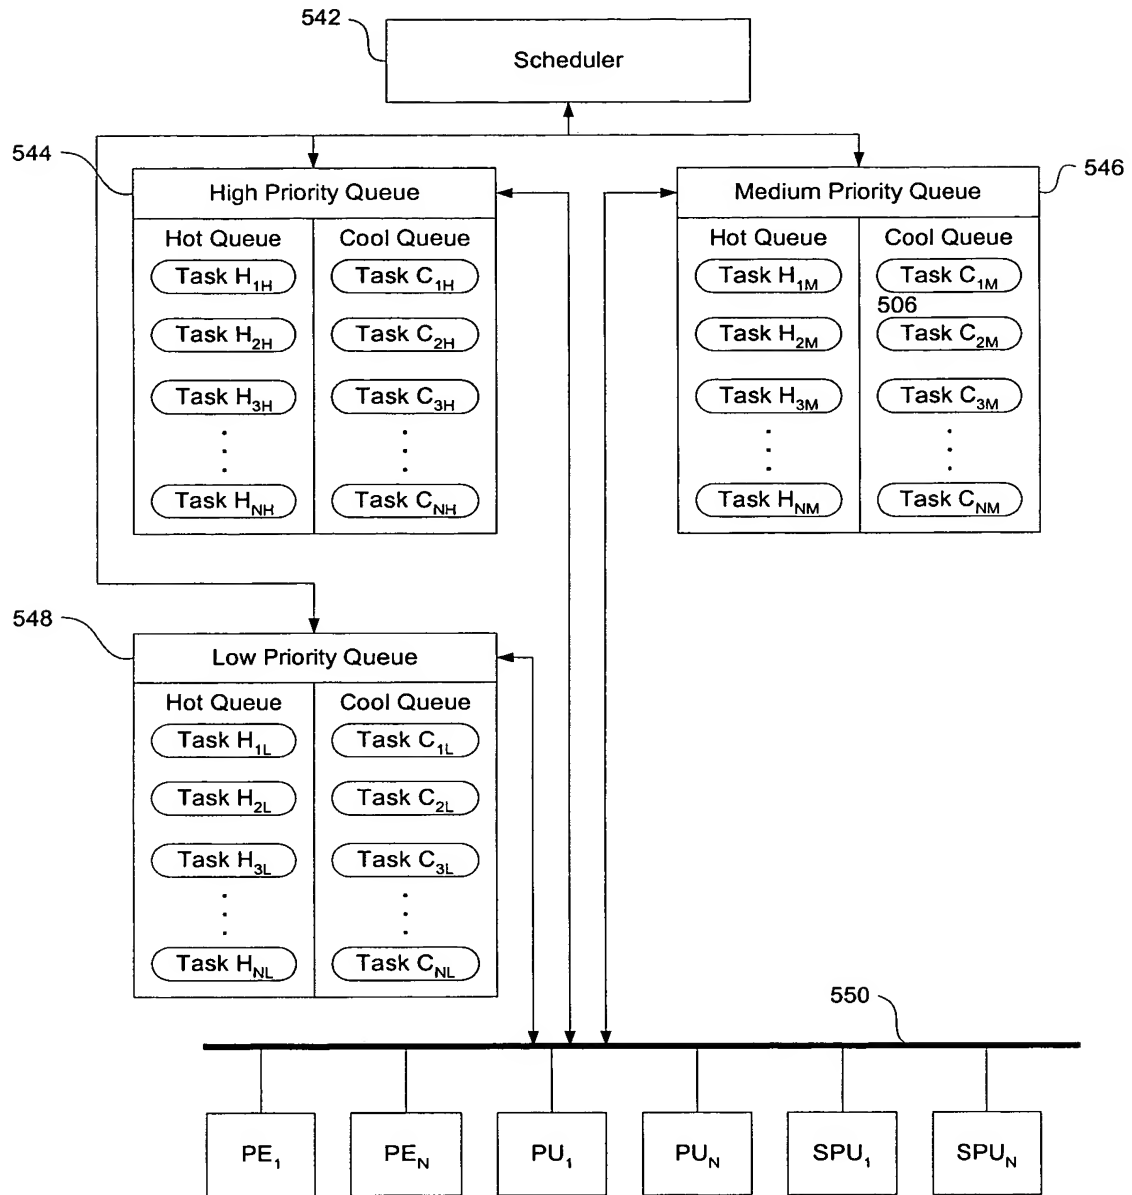 542
Scheduler
544
High Priority Queue
Hot Queue Cool Queue
Task H1H Task C1H
Task H2H Task C2H
Task H3H Task C3H
Task HNH Task CNH
546
Medium Priority Queue
Hot Queue Cool Queue
Task H1M Task C1M
506
Task H2M Task C2M
Task H3M Task C3M
Task HNM Task CNM
548
Low Priority Queue
Hot Queue Cool Queue
Task H1L Task C1L
Task H2L Task C2L
Task H3L Task C3L
Task HNL Task CNL
550
PE1 PEN PU1 PUN SPU1 SPUN